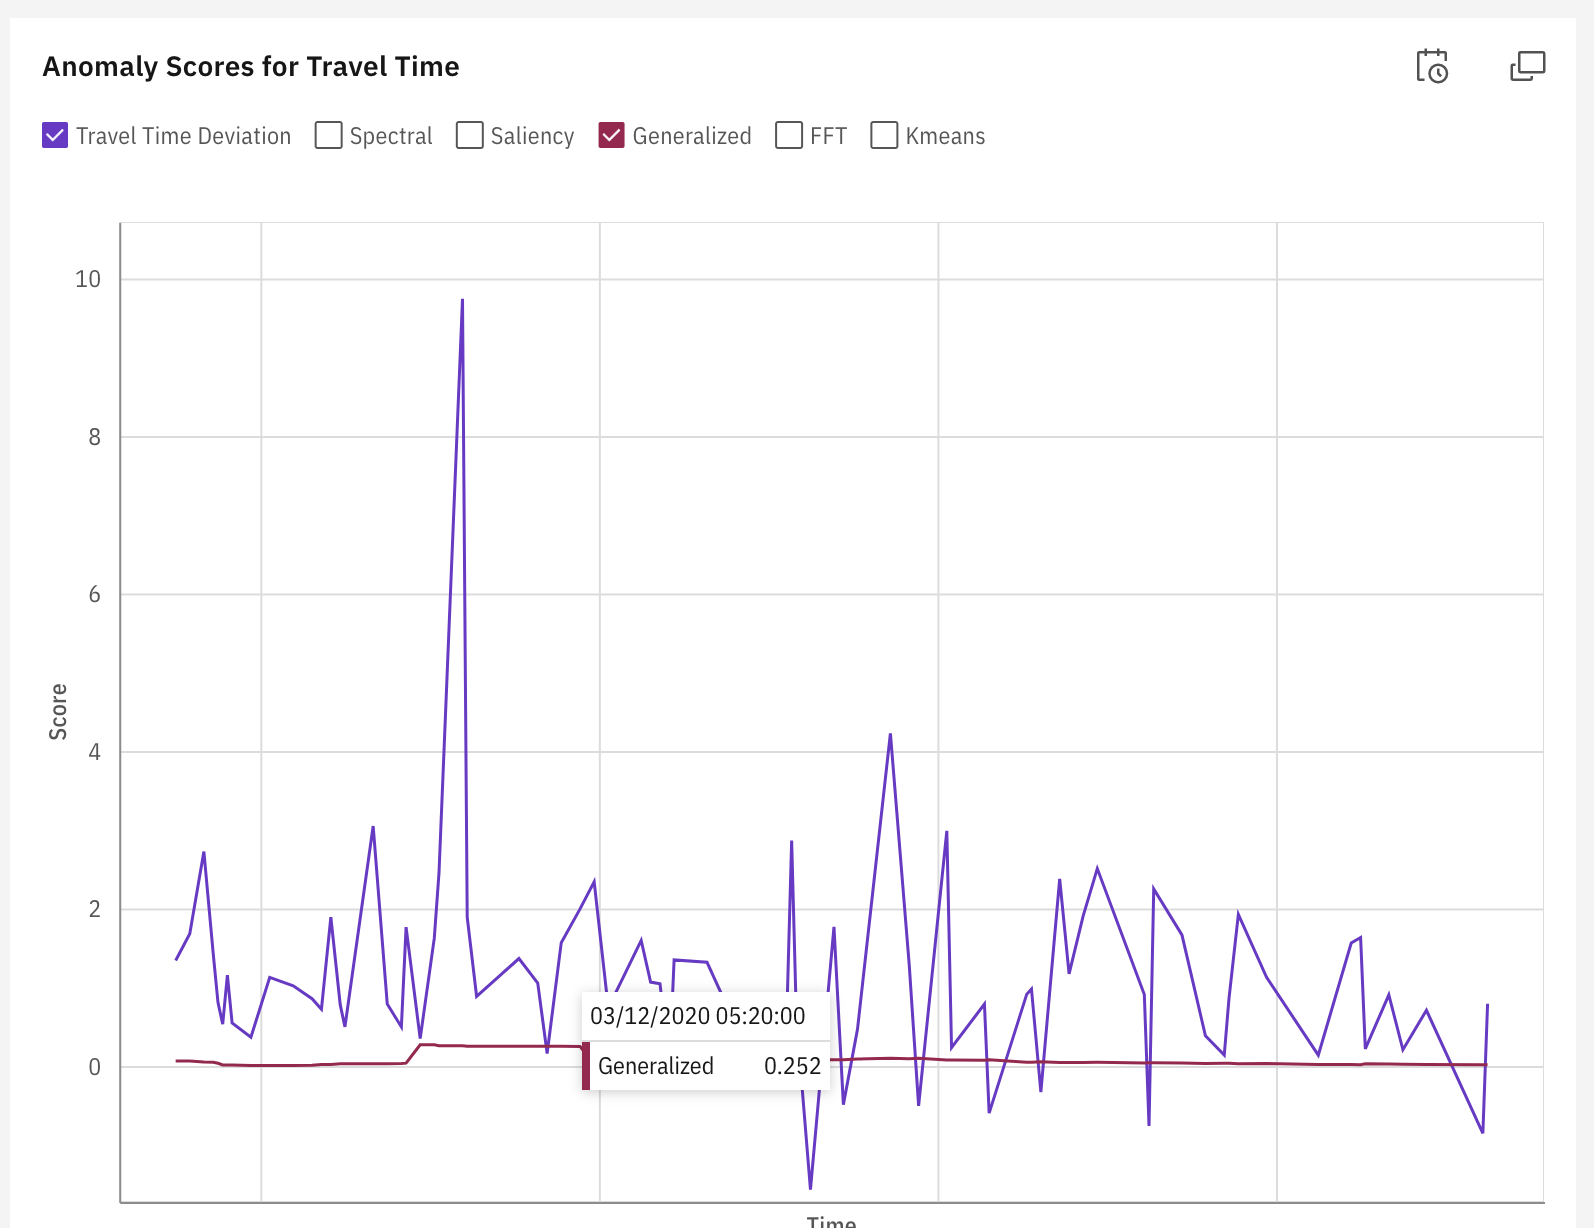 Anomaly Scores for Travel Time
Travel Time Deviation Spectral Saliency Generalized FFT Kmeans
10
8
6
Score
4
2
03/12/2020 05:20:00
Generalized 0.252
0
Time